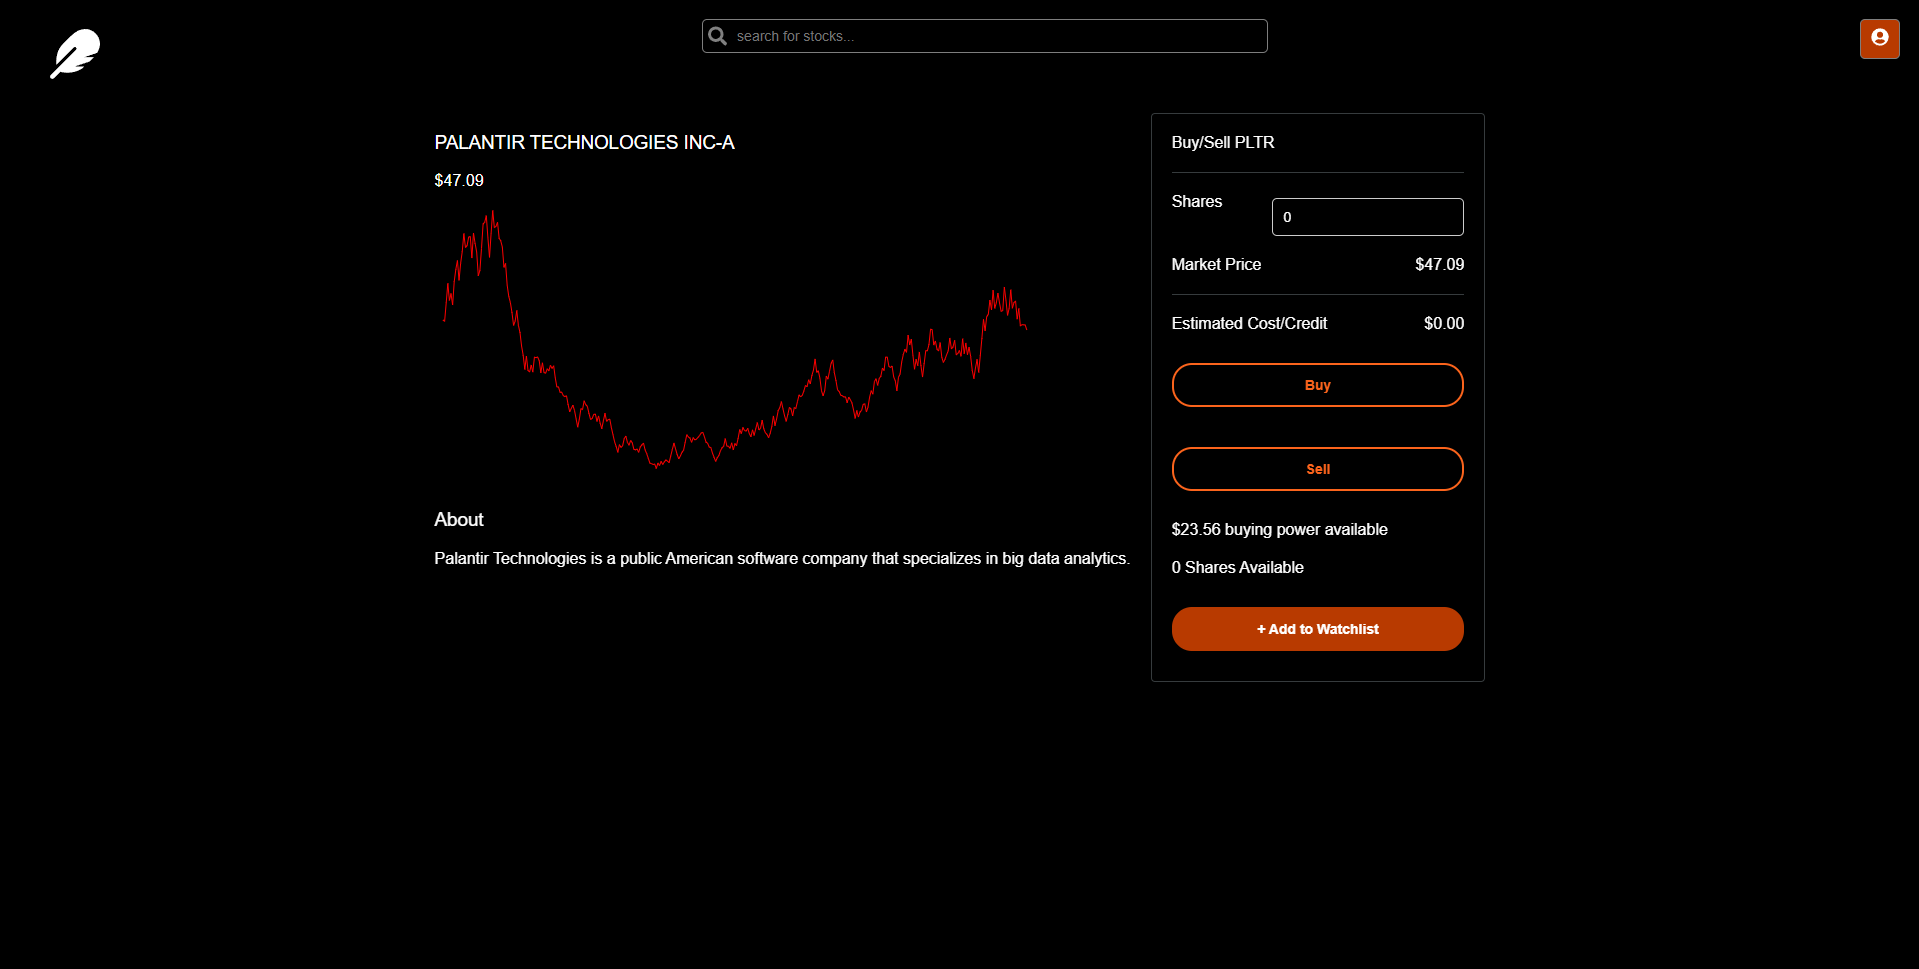 search for stocks...
PALANTIR TECHNOLOGIES INC-A
$47.09
About
Palantir Technologies is a public American software company that specializes in big data analytics.
Buy/Sell PLTR
Shares
0
Market Price $47.09
Estimated Cost/Credit $0.00
Buy
Sell
$23.56 buying power available
0 Shares Available
+ Add to Watchlist